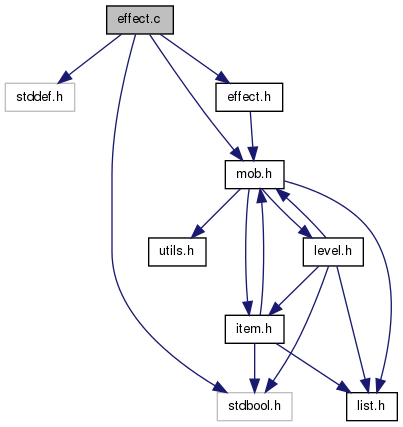 effect.c
stddef.h
effect.h
mob.h
utils.h
level.h
item.h
stdbool.h
list.h